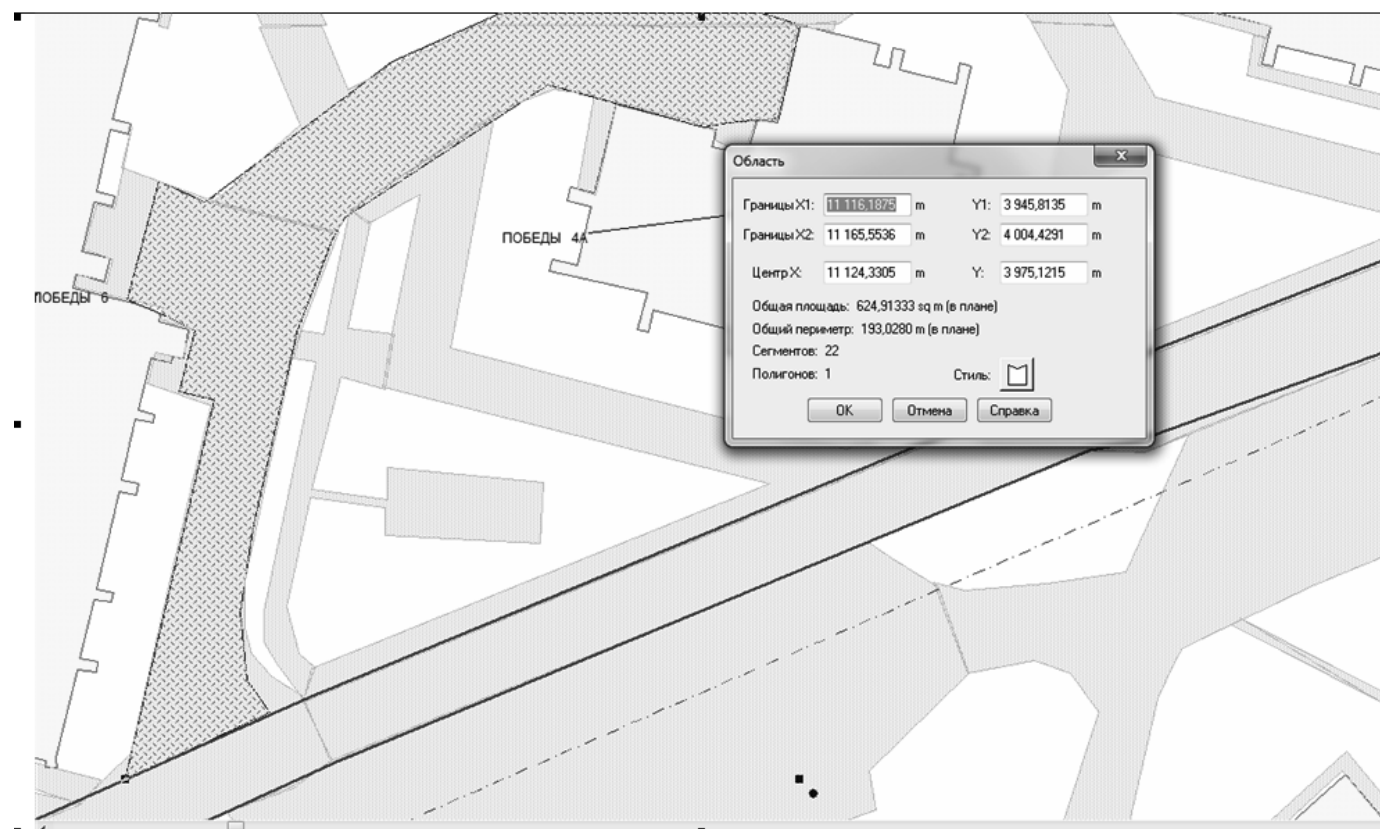 Область
Границы X1: 11 116,1875 m Y1: 3 945,8135 m
Границы X2: 11 165,5536 m Y2: 4 004,4291 m
ПОБЕДЫ 4А
Центр X: 11 124,3305 m Y: 3 975,1215 m
ПОБЕДЫ 6
Общая площадь: 624,91333 sq m (в плане)
Общий периметр: 193,0280 m (в плане)
Сегментов: 22
Полигонов: 1 Стиль:
OK Отмена Справка